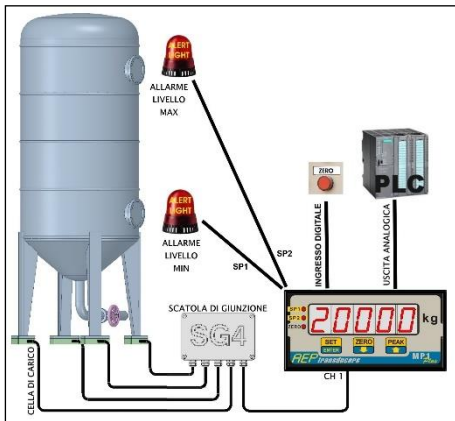 ALERT
LIGHT
ALLARME
LIVELLO
MAX
ALERT
LIGHT
ALLARME
LIVELLO
MIN
SP1
SP2
ZERO
PLC
INGRESSO DIGITALE
USCITA ANALOGICA
SCATOLA DI GIUNZIONE
SG4
CELLA DI CARICO
SP1
SP2
ZERO
20000 kg
SET
ENTER
ZERO
PEAK
AEP transducers
MP1
plus
CH 1